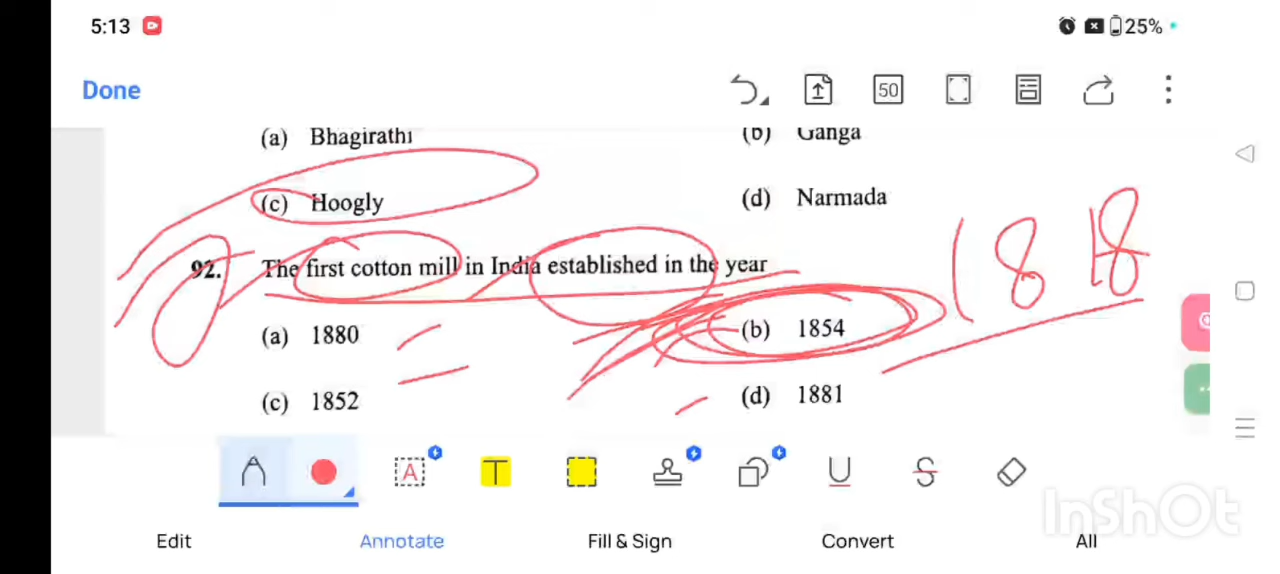 5:13 25%
Done 50
(a) Bhagirathi (b) Ganga
(c) Hoogly (d) Narmada
92. The first cotton mill in India established in the year
1818
(a) 1880 (b) 1854
(c) 1852 (d) 1881
A T U S
InShOt
Edit Annotate Fill & Sign Convert All